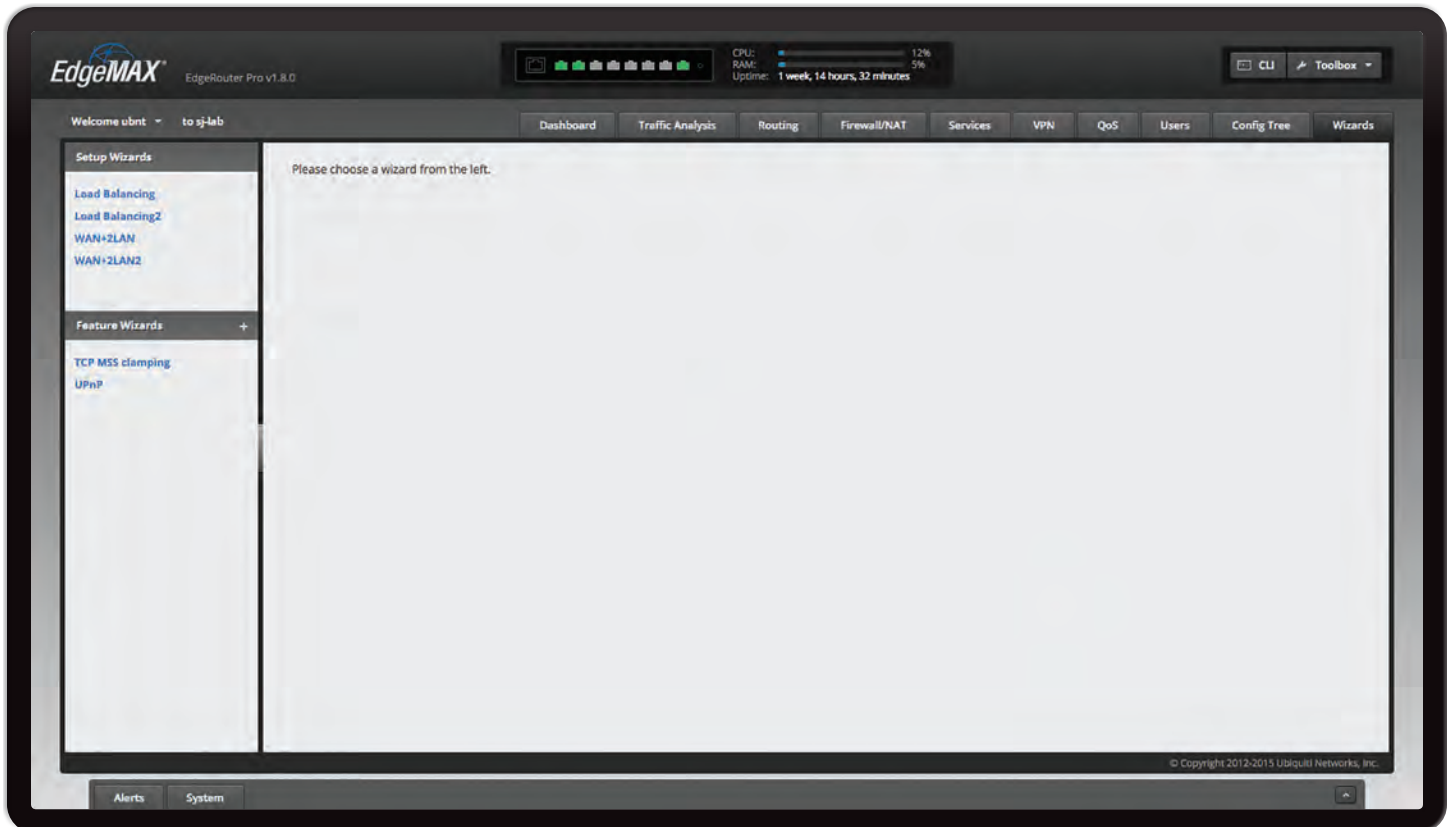 EdgeMAX® EdgeRouter Pro v1.8.0
CPU: 12%
RAM: 5%
Uptime: 1 week, 14 hours, 32 minutes
CLI Toolbox
Welcome ubnt to sj-lab
Dashboard Traffic Analysis Routing Firewall/NAT Services VPN QoS Users Config Tree Wizards
Setup Wizards
Load Balancing
Load Balancing2
WAN+2LAN
WAN+2LAN2
Feature Wizards +
TCP MSS clamping
UPnP
Please choose a wizard from the left.
© Copyright 2012-2015 Ubiquiti Networks, Inc.
Alerts System